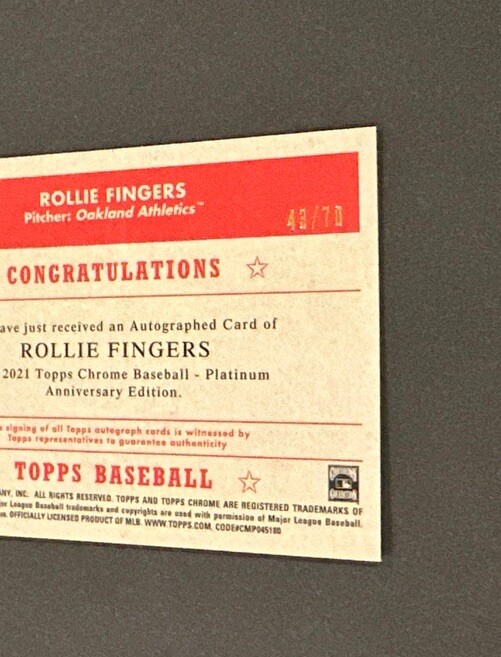 ROLLIE FINGERS
Pitcher: Oakland Athletics™
43/70
CONGRATULATIONS
ave just received an Autographed Card of
ROLLIE FINGERS
2021 Topps Chrome Baseball - Platinum
Anniversary Edition.
signing of all Topps autograph cards is witnessed by
Topps representatives to guarantee authenticity
TOPPS BASEBALL
ANY, INC. ALL RIGHTS RESERVED. TOPPS AND TOPPS CHROME ARE REGISTERED TRADEMARKS OF
jor League Baseball trademarks and copyrights are used with permission of Major League Baseball.
m. OFFICIALLY LICENSED PRODUCT OF MLB. WWW.TOPPS.COM. CODE#CMP045180